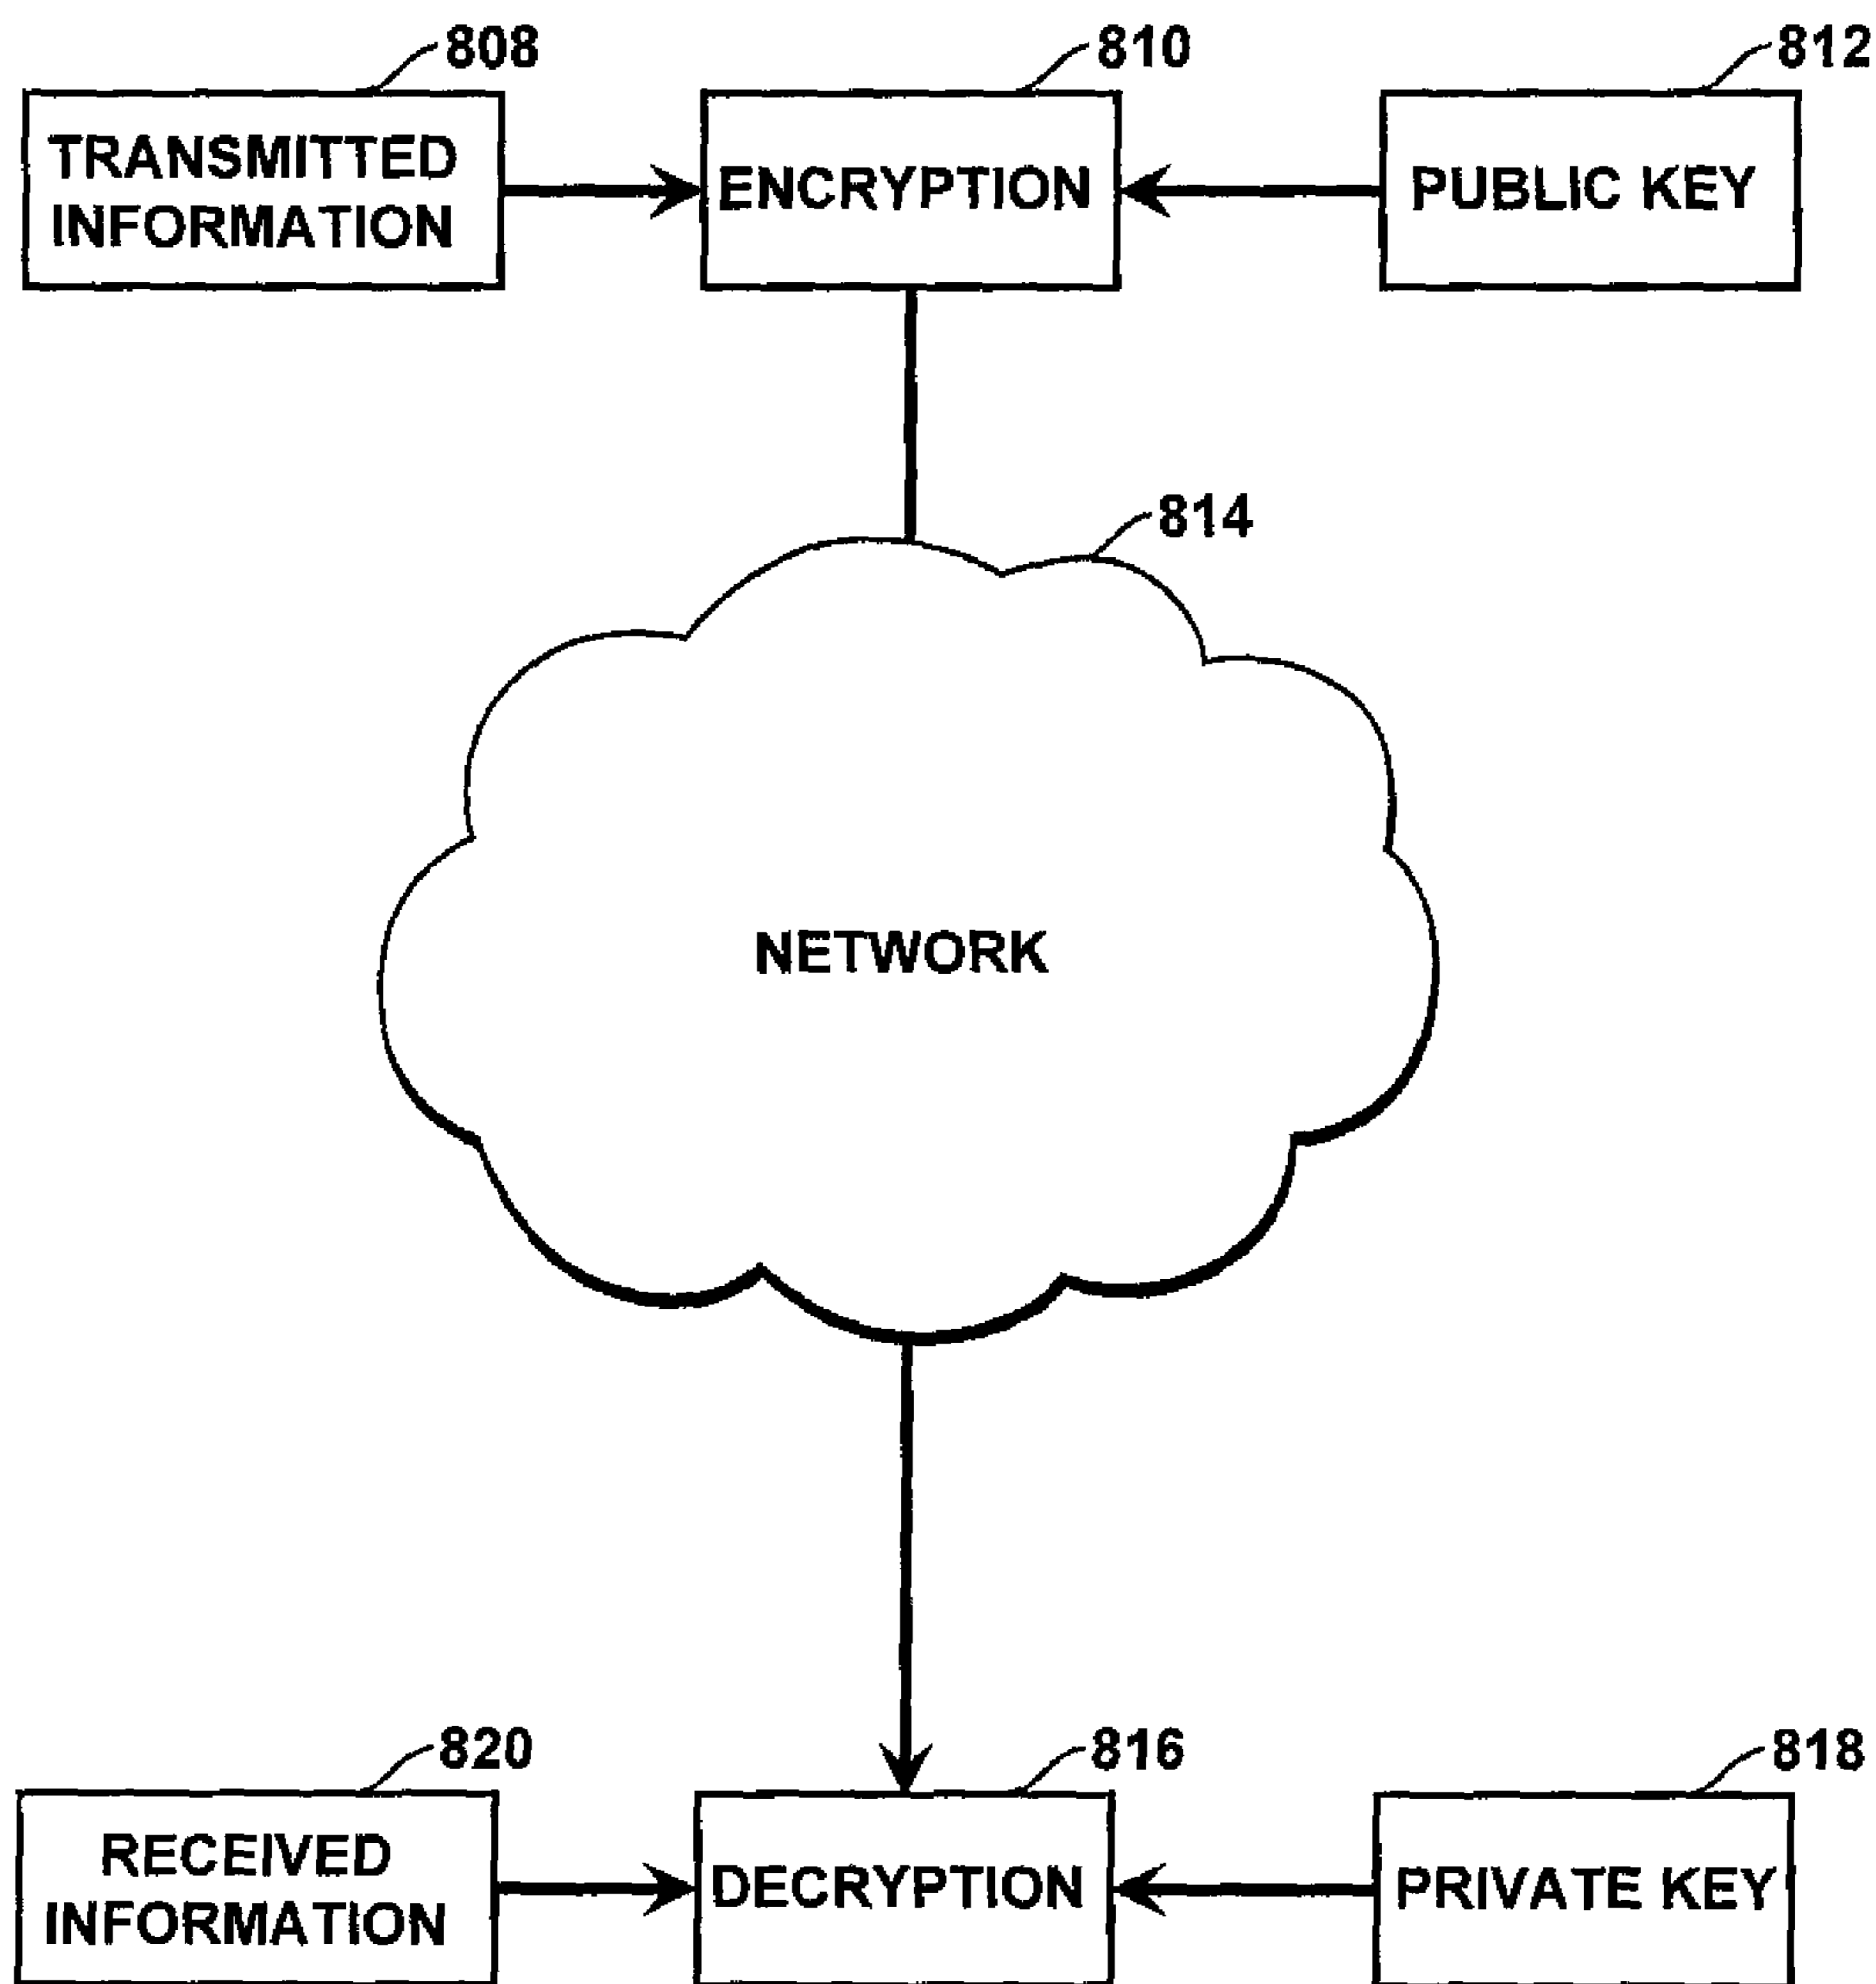 808
810
812
TRANSMITTED
INFORMATION
ENCRYPTION
PUBLIC KEY
814
NETWORK
820
816
818
RECEIVED
INFORMATION
DECRYPTION
PRIVATE KEY